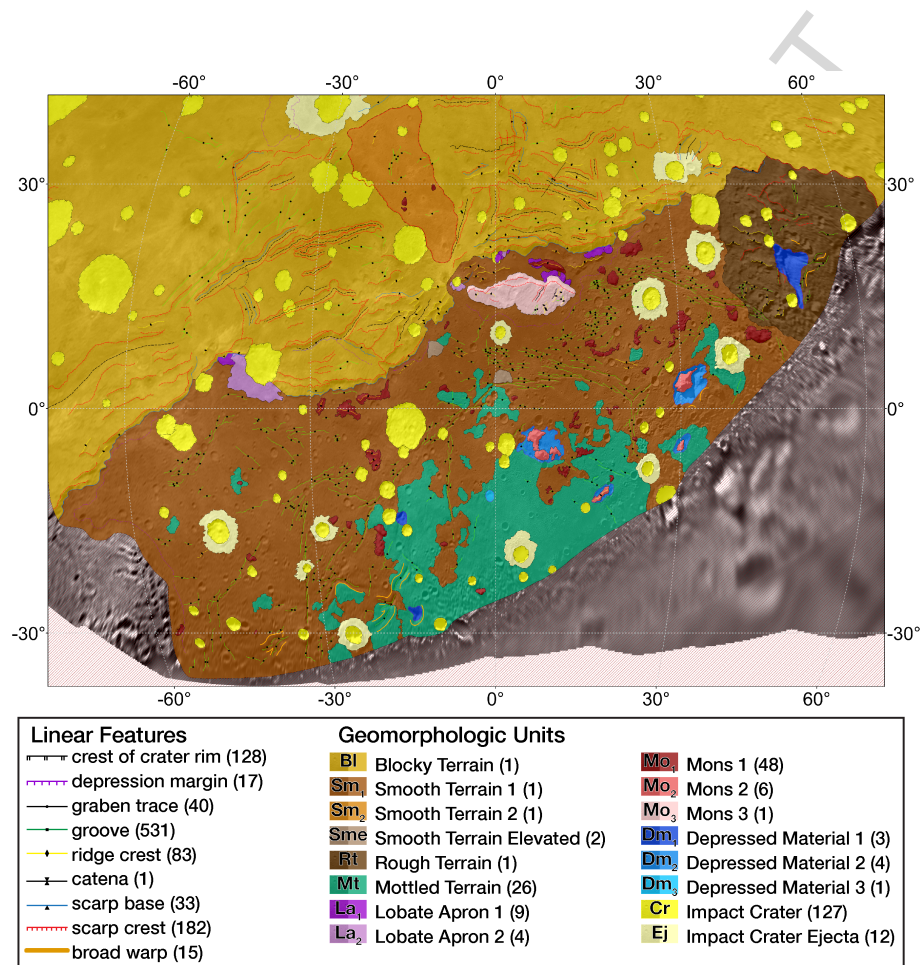 T
-60° -30° 0° 30° 60°
30° 30°
0° 0°
-30° -30°
-60° -30° 0° 30° 60°
Linear Features
crest of crater rim (128)
depression margin (17)
graben trace (40)
groove (531)
ridge crest (83)
catena (1)
scarp base (33)
scarp crest (182)
broad warp (15)
Geomorphologic Units
Bl Blocky Terrain (1)
Sm1 Smooth Terrain 1 (1)
Sm2 Smooth Terrain 2 (1)
Sme Smooth Terrain Elevated (2)
Rt Rough Terrain (1)
Mt Mottled Terrain (26)
La1 Lobate Apron 1 (9)
La2 Lobate Apron 2 (4)
Mo1 Mons 1 (48)
Mo2 Mons 2 (6)
Mo3 Mons 3 (1)
Dm1 Depressed Material 1 (3)
Dm2 Depressed Material 2 (4)
Dm3 Depressed Material 3 (1)
Cr Impact Crater (127)
Ej Impact Crater Ejecta (12)